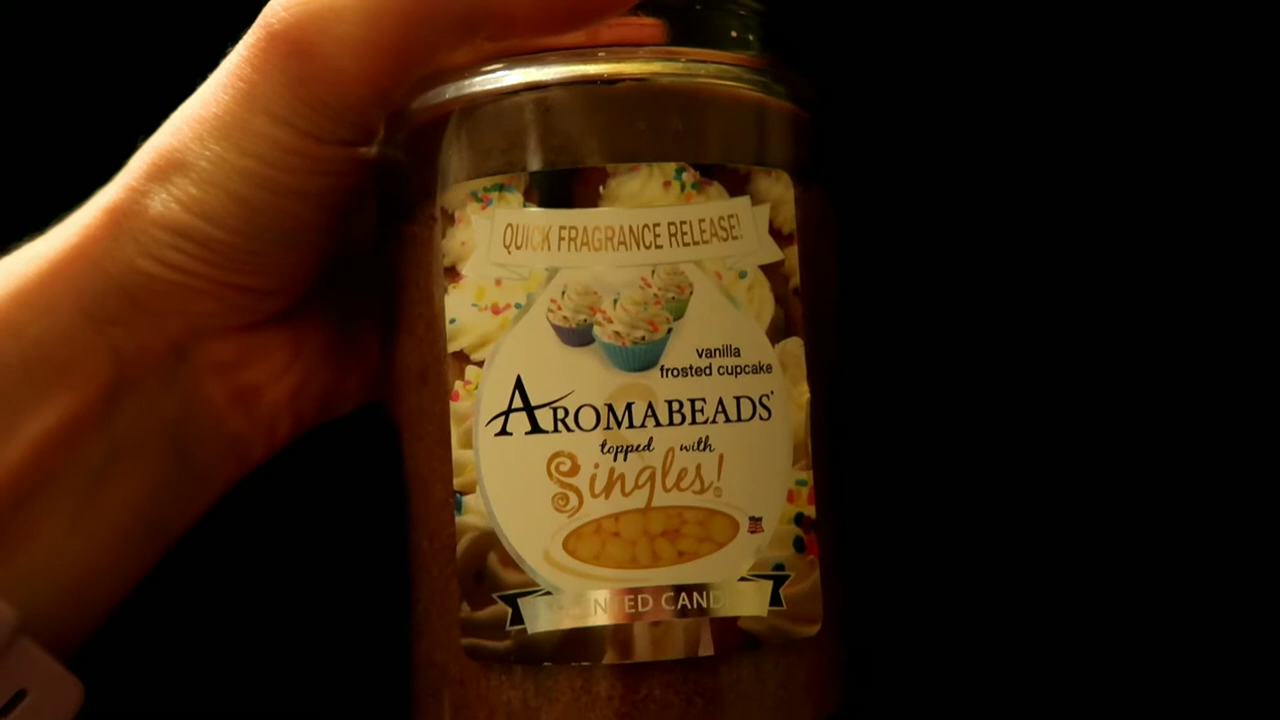 QUICK FRAGRANCE RELEASE!
vanilla
frosted cupcake
AROMABEADS
topped with
Singles!